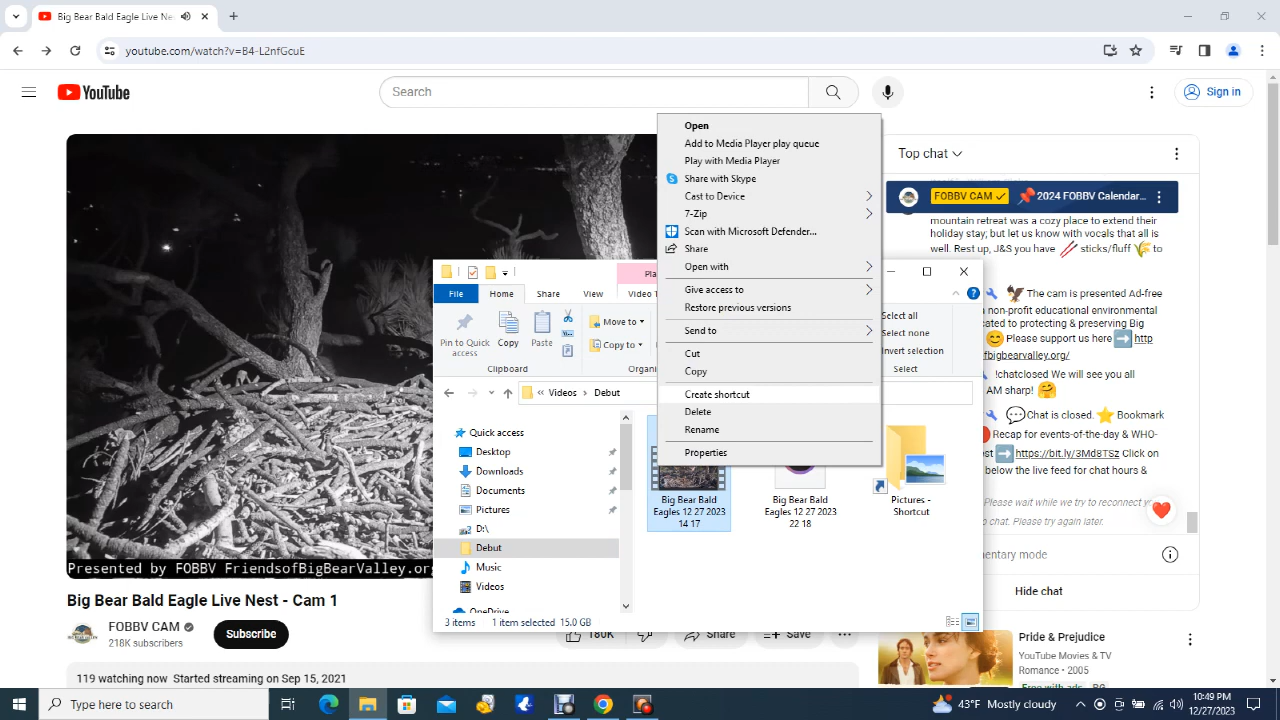 Big Bear Bald Eagle Live Nes
youtube.com/watch?v=B4-L2nfGcuE
YouTube
Search
Sign in
Open
Add to Media Player play queue
Play with Media Player
Share with Skype
Cast to Device
7-Zip
Scan with Microsoft Defender...
Share
Open with
Give access to
Restore previous versions
Send to
Cut
Copy
Create shortcut
Delete
Rename
Properties
Top chat
FOBBV CAM
2024 FOBBV Calendar...
mountain retreat was a cozy place to extend their
holiday stay; but let us know with vocals that all is
well. Rest up, J&S you have sticks/fluff to
The cam is presented Ad-free
non-profit educational environmental
cated to protecting & preserving Big
Please support us here http
fbigbearvalley.org/
!chatclosed We will see you all
AM sharp!
Chat is closed. Bookmark
Recap for events-of-the-day & WHO-
est https://bit.ly/3Md8TSz Click on
below the live feed for chat hours &
Please wait while we try to reconnect yo
chat. Please try again later.
nentary mode
Hide chat
Pla
File
Home
Share
View
Video T
Pin to Quick
access
Copy
Paste
Move to
Copy to
Clipboard
Organi
Select all
Select none
Invert selection
Select
Videos
Debut
Quick access
Desktop
Downloads
Documents
Pictures
D:\
Debut
Music
Videos
OneDrive
Big Bear Bald
Eagles 12 27 2023
14 17
Big Bear Bald
Eagles 12 27 2023
22 18
Pictures -
Shortcut
3 items
1 item selected 15.0 GB
Presented by FOBBV FriendsofBigBearValley.org
Big Bear Bald Eagle Live Nest - Cam 1
FOBBV CAM
218K subscribers
Subscribe
180K
Share
Save
119 watching now Started streaming on Sep 15, 2021
Pride & Prejudice
YouTube Movies & TV
Romance • 2005
Free with ads
PG
Type here to search
43°F Mostly cloudy
10:49 PM
12/27/2023